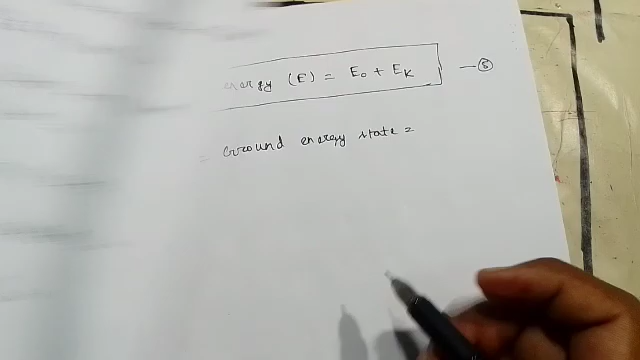 energy (E) = E₀ + Eₖ —⑤
= Ground energy state =